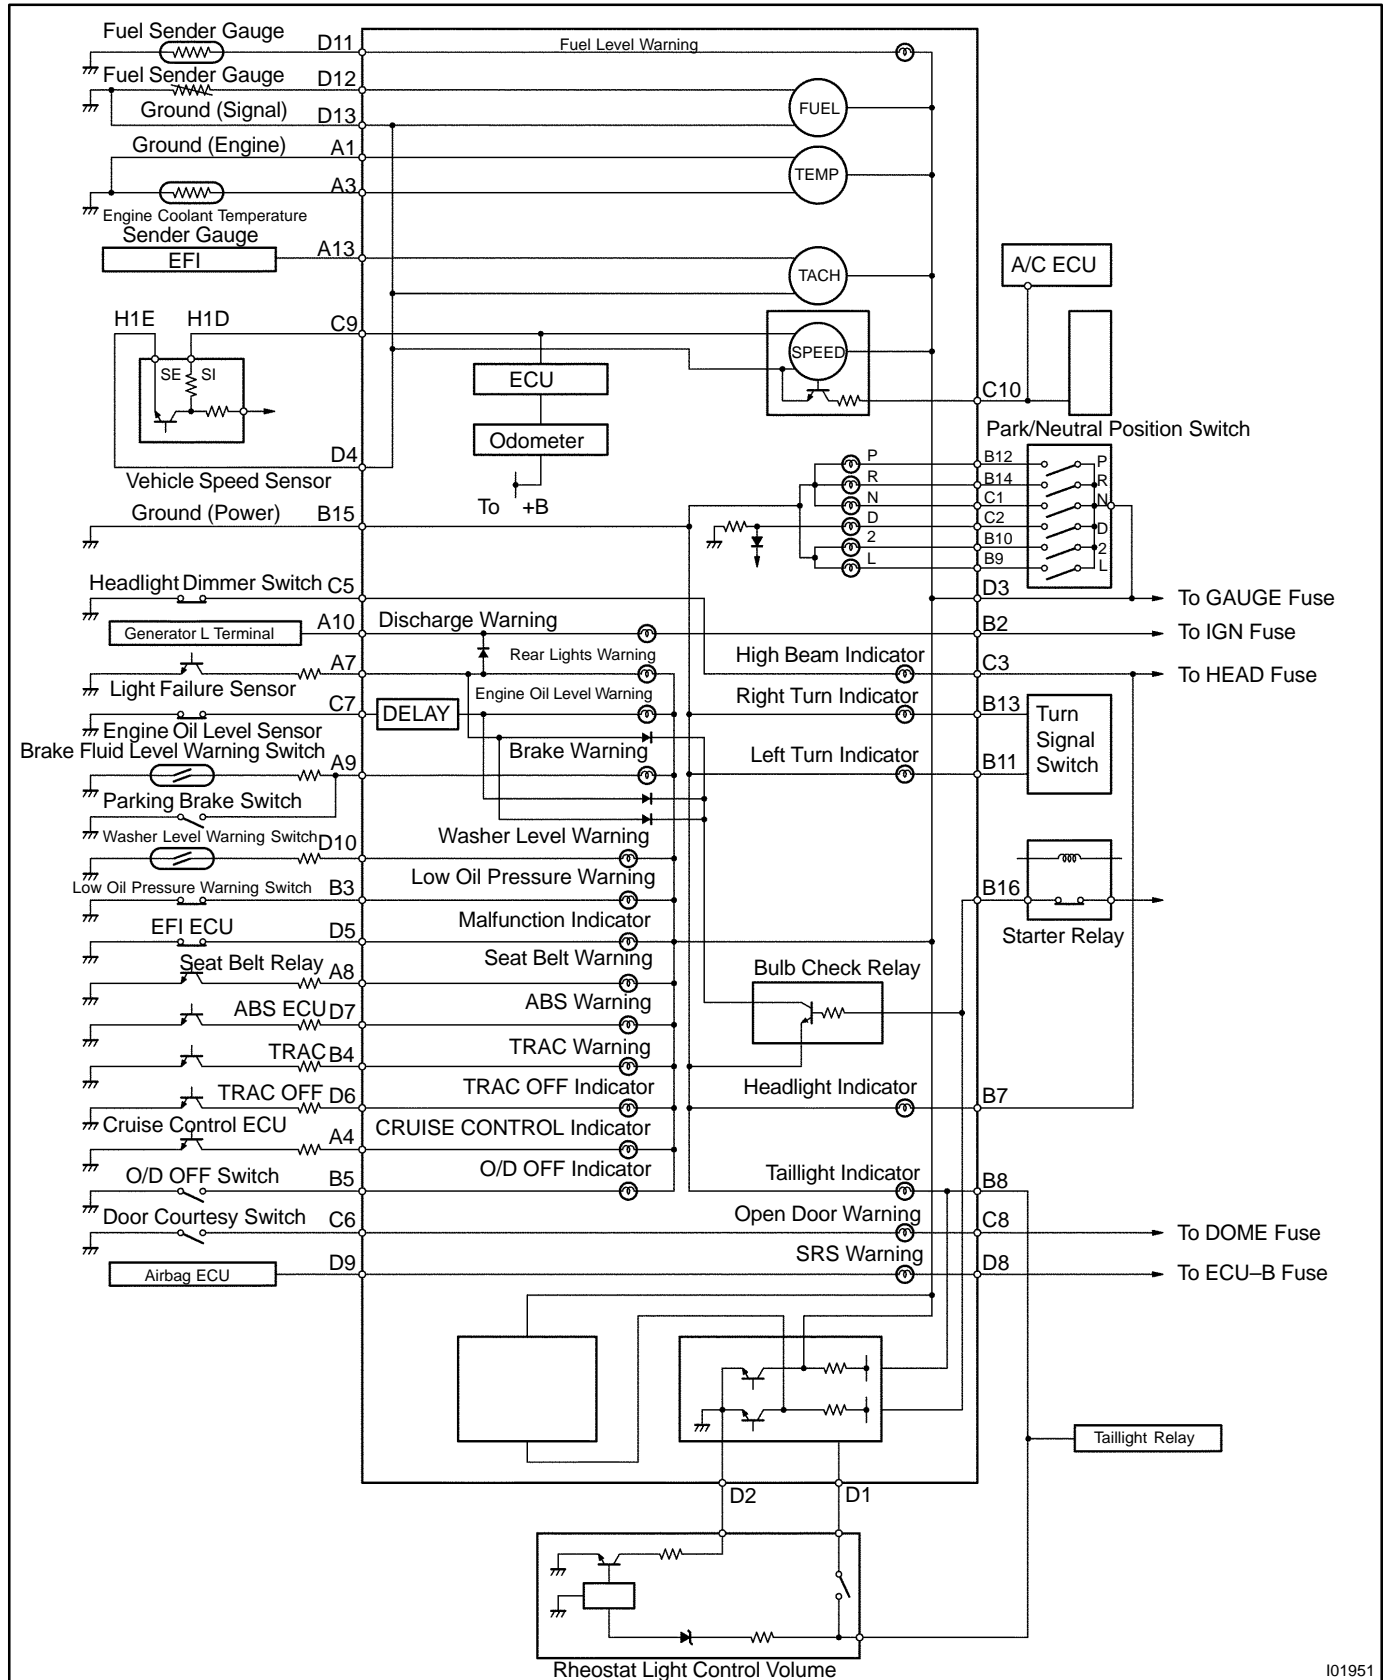 Fuel Sender Gauge
D11
Fuel Level Warning
Fuel Sender Gauge
D12
FUEL
Ground (Signal)
D13
Ground (Engine)
A1
TEMP
A3
Engine Coolant Temperature
Sender Gauge
EFI
A13
TACH
A/C ECU
H1E H1D
C9
SE SI
SPEED
ECU
C10
Odometer
Park/Neutral Position Switch
D4
Vehicle Speed Sensor
To +B
P B12 P
R B14 R
N C1 N
D C2 D
2 B10 2
L B9 L
Ground (Power)
B15
Headlight Dimmer Switch C5
D3
To GAUGE Fuse
Generator L Terminal
A10
Discharge Warning
B2
To IGN Fuse
Rear Lights Warning
A7
Light Failure Sensor
High Beam Indicator
C3
To HEAD Fuse
Engine Oil Level Warning
Right Turn Indicator
B13
C7
DELAY
Engine Oil Level Sensor
Turn
Signal
Switch
Brake Fluid Level Warning Switch
Brake Warning
Left Turn Indicator
B11
A9
Parking Brake Switch
Washer Level Warning Switch D10
Washer Level Warning
Low Oil Pressure Warning Switch B3
Low Oil Pressure Warning
B16
Starter Relay
EFI ECU
D5
Malfunction Indicator
Seat Belt Relay A8
Seat Belt Warning
Bulb Check Relay
ABS ECU D7
ABS Warning
TRAC B4
TRAC Warning
TRAC OFF D6
TRAC OFF Indicator
Headlight Indicator
B7
Cruise Control ECU
A4
CRUISE CONTROL Indicator
O/D OFF Switch
B5
O/D OFF Indicator
Taillight Indicator
B8
Door Courtesy Switch
C6
Open Door Warning
C8
To DOME Fuse
Airbag ECU
D9
SRS Warning
D8
To ECU–B Fuse
Taillight Relay
D2 D1
Rheostat Light Control Volume
I01951